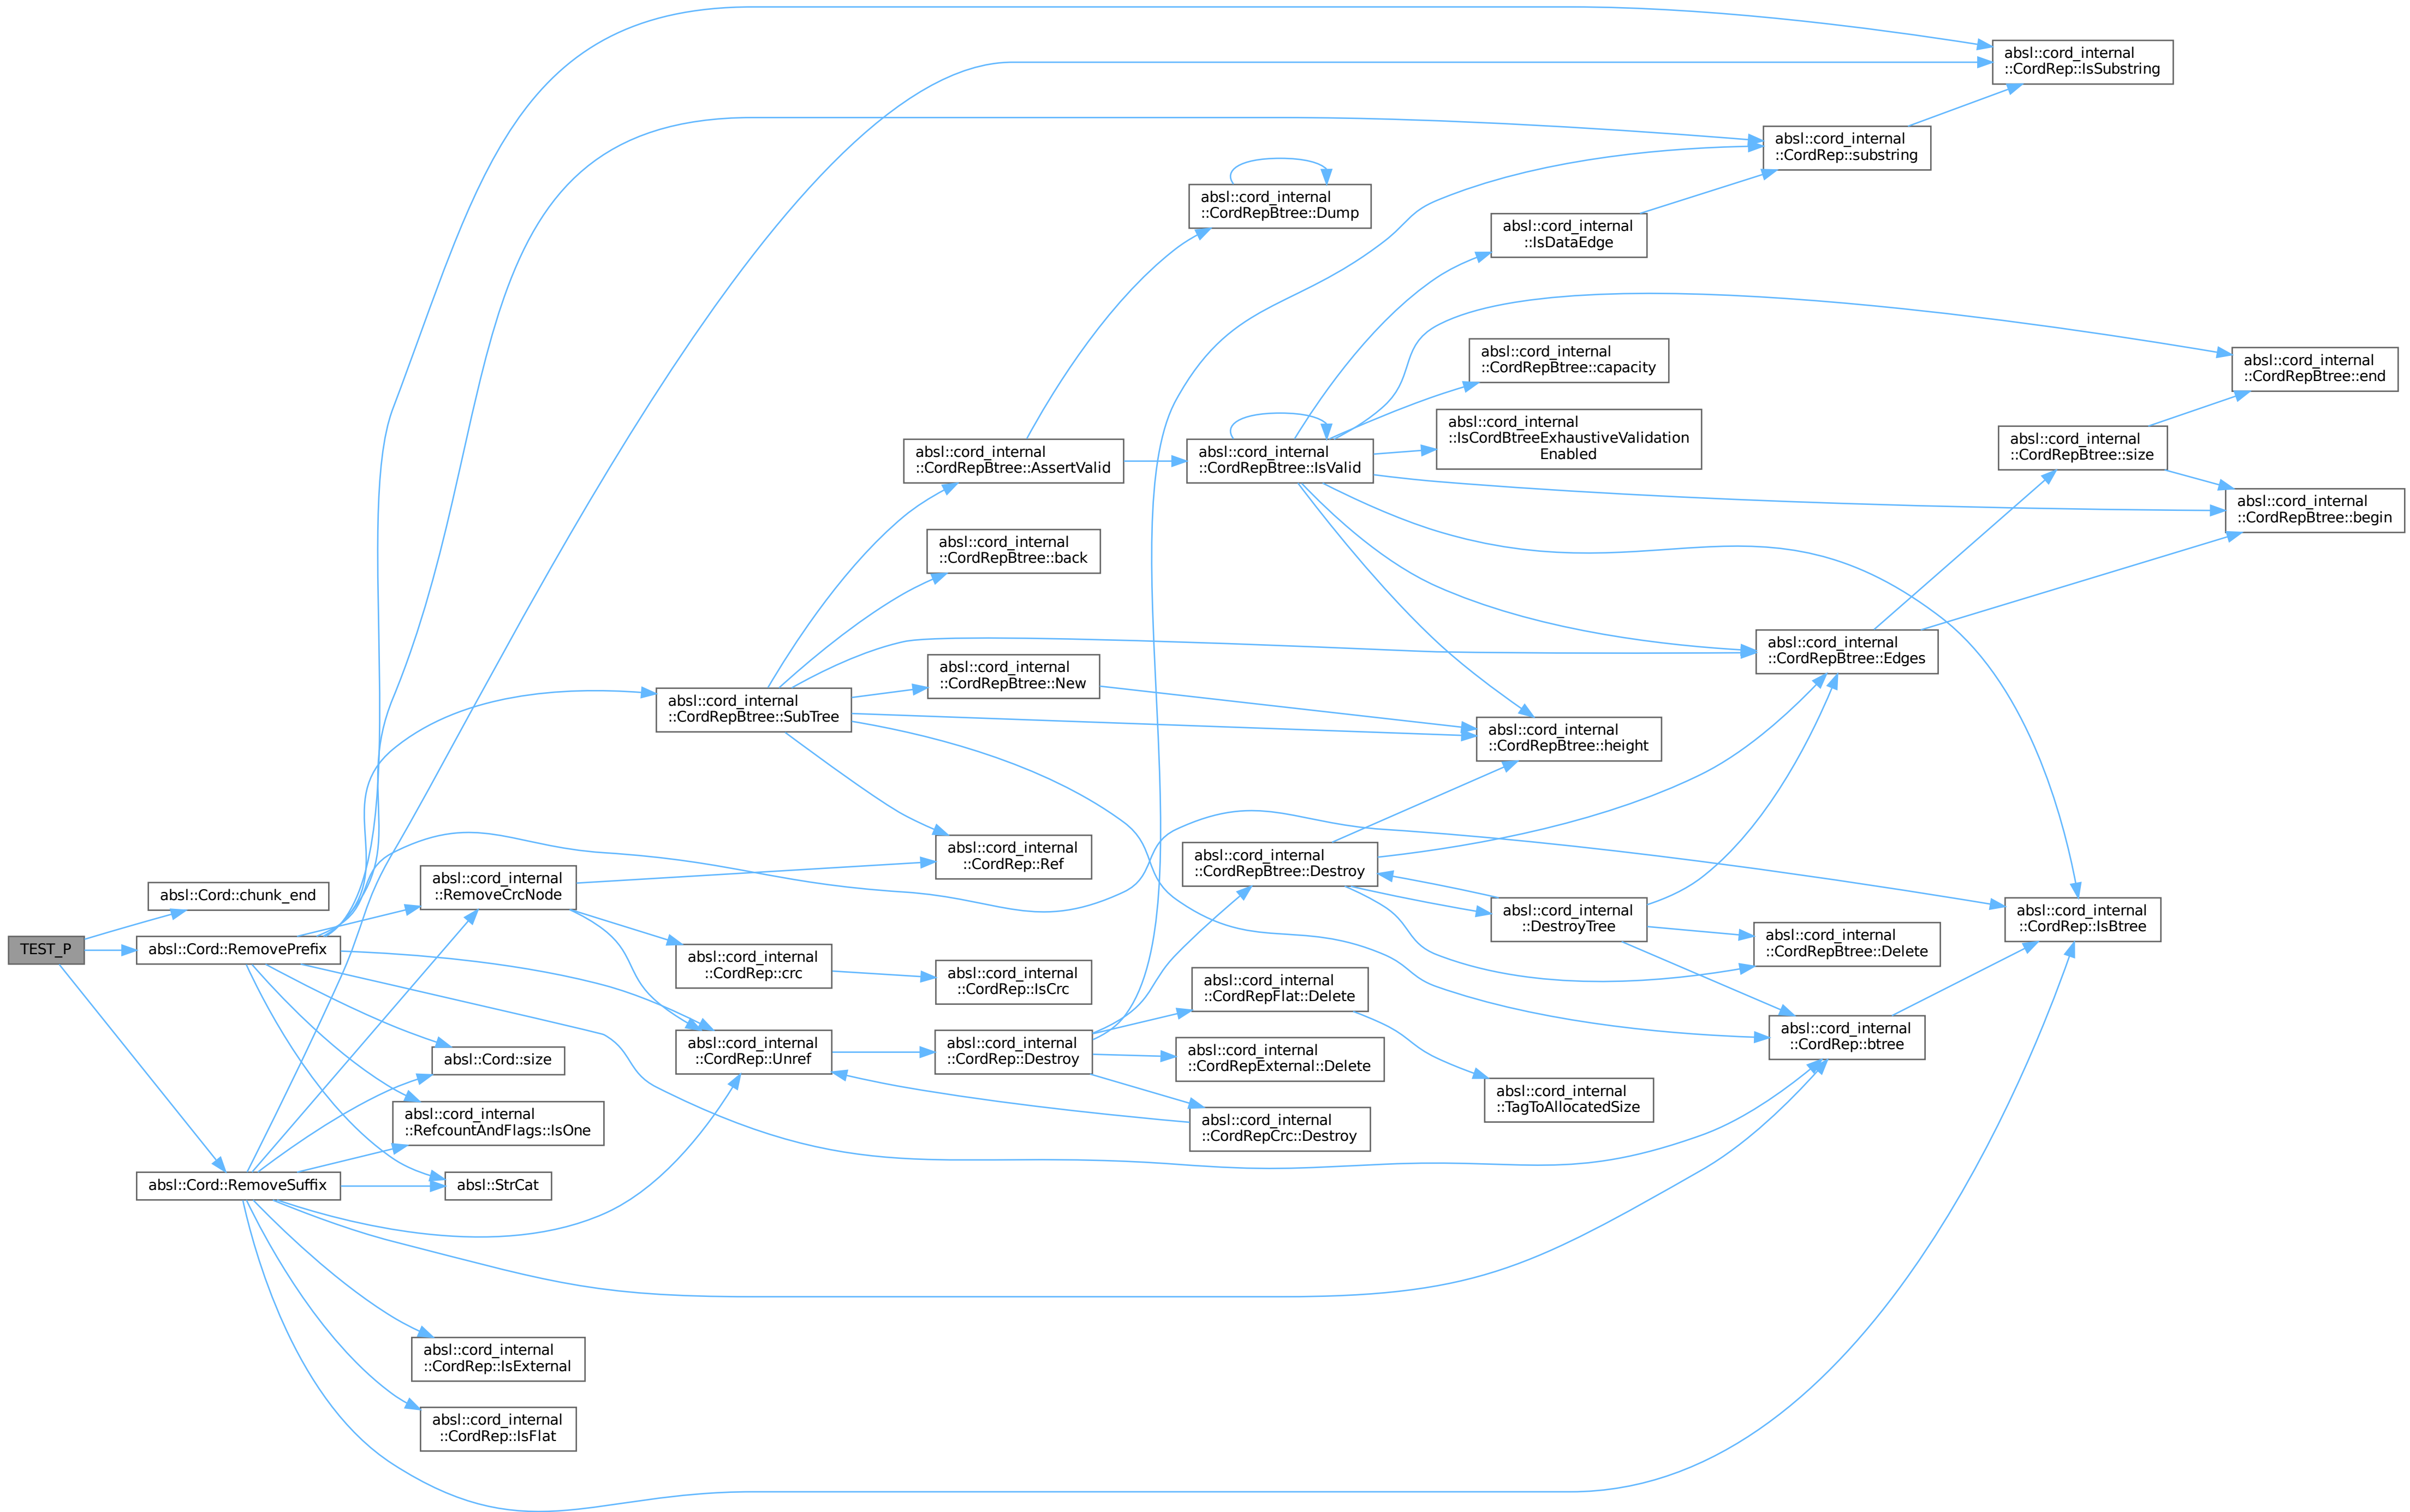 absl::cord_internal
::CordRep::IsSubstring
absl::cord_internal
::CordRep::substring
absl::cord_internal
::CordRepBtree::Dump
absl::cord_internal
::IsDataEdge
absl::cord_internal
::CordRepBtree::capacity
absl::cord_internal
::CordRepBtree::end
absl::cord_internal
::IsCordBtreeExhaustiveValidation
Enabled
absl::cord_internal
::CordRepBtree::AssertValid
absl::cord_internal
::CordRepBtree::IsValid
absl::cord_internal
::CordRepBtree::size
absl::cord_internal
::CordRepBtree::begin
absl::cord_internal
::CordRepBtree::back
absl::cord_internal
::CordRepBtree::Edges
absl::cord_internal
::CordRepBtree::New
absl::cord_internal
::CordRepBtree::SubTree
absl::cord_internal
::CordRepBtree::height
absl::cord_internal
::CordRep::Ref
absl::cord_internal
::CordRepBtree::Destroy
absl::Cord::chunk_end
absl::cord_internal
::RemoveCrcNode
absl::cord_internal
::DestroyTree
absl::cord_internal
::CordRep::IsBtree
TEST_P
absl::Cord::RemovePrefix
absl::cord_internal
::CordRepBtree::Delete
absl::cord_internal
::CordRep::crc
absl::cord_internal
::CordRep::IsCrc
absl::cord_internal
::CordRepFlat::Delete
absl::cord_internal
::CordRep::btree
absl::Cord::size
absl::cord_internal
::CordRep::Unref
absl::cord_internal
::CordRep::Destroy
absl::cord_internal
::CordRepExternal::Delete
absl::cord_internal
::TagToAllocatedSize
absl::cord_internal
::RefcountAndFlags::IsOne
absl::cord_internal
::CordRepCrc::Destroy
absl::Cord::RemoveSuffix
absl::StrCat
absl::cord_internal
::CordRep::IsExternal
absl::cord_internal
::CordRep::IsFlat